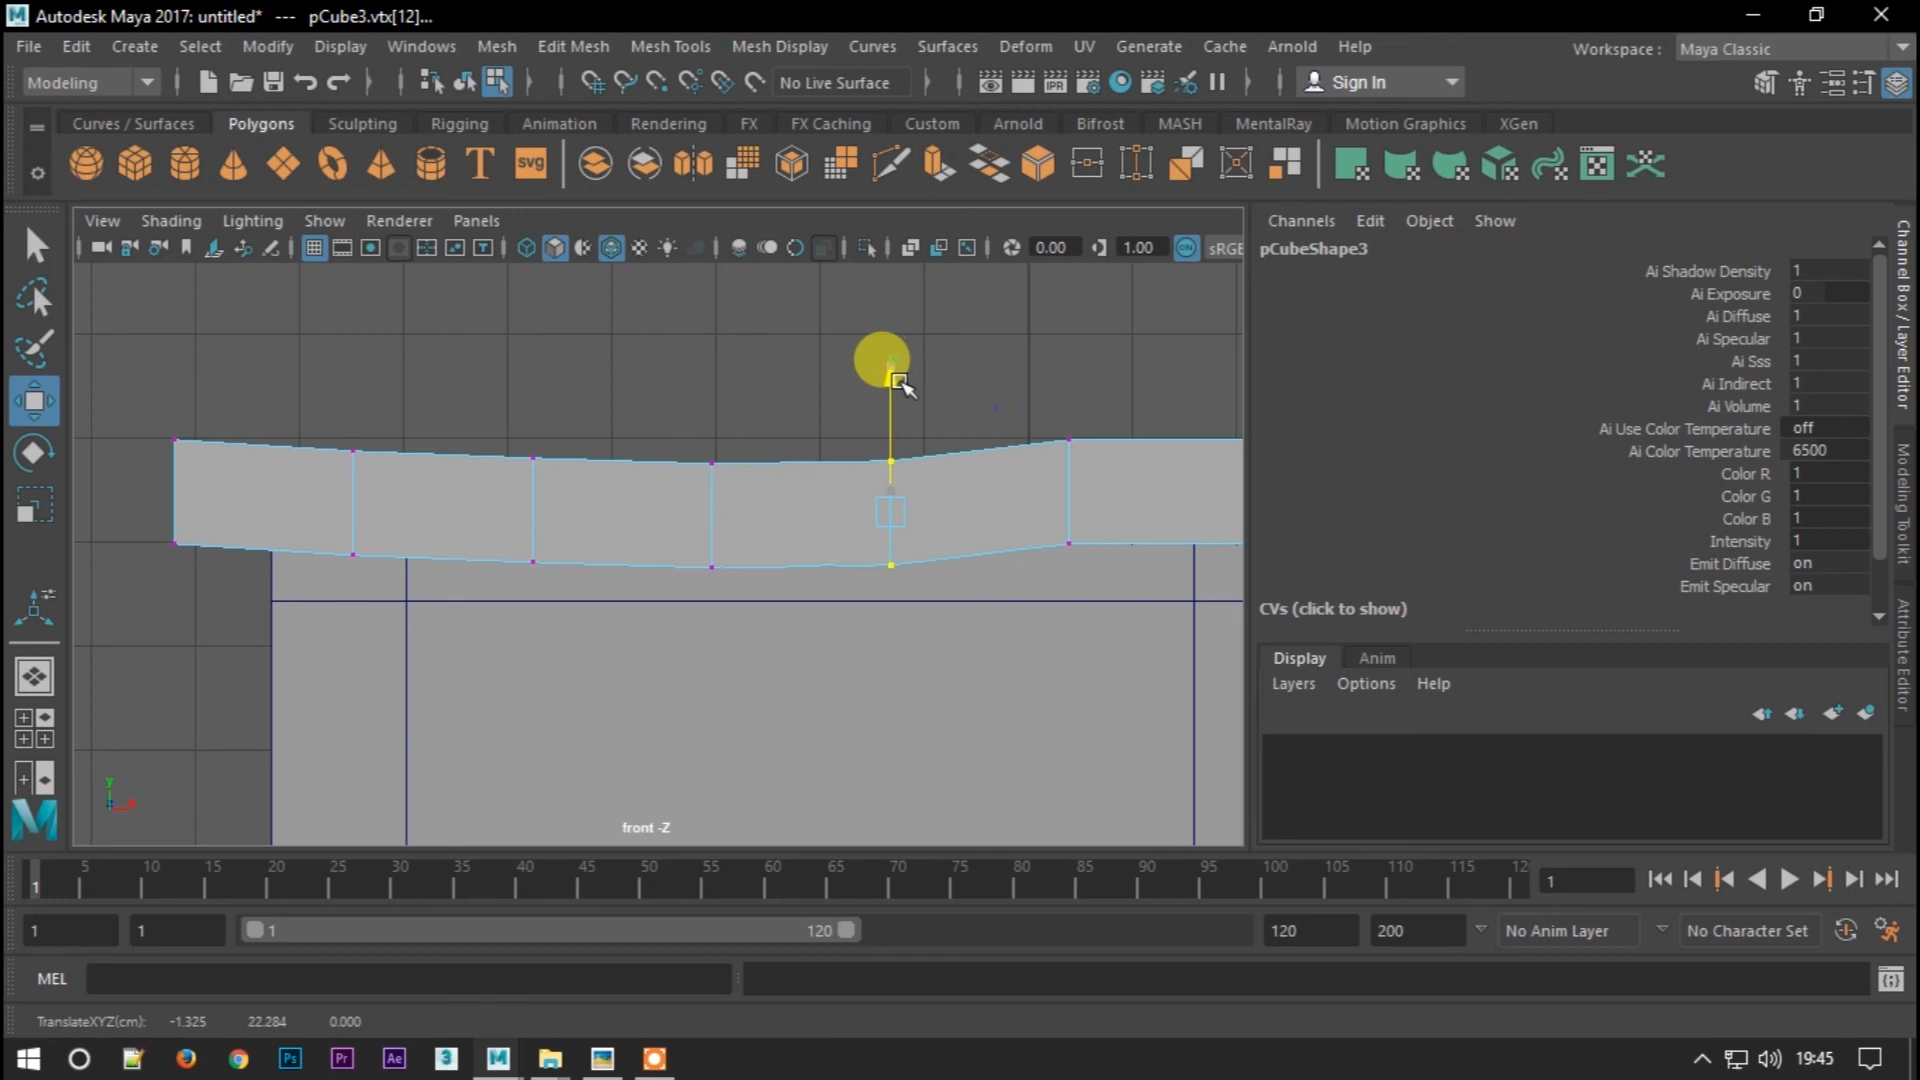 Autodesk Maya 2017: untitled* --- pCube3.vtx[12]...
File Edit Create Select Modify Display Windows Mesh Edit Mesh Mesh Tools Mesh Display Curves Surfaces Deform UV Generate Cache Arnold Help Workspace : Maya Classic
Modeling No Live Surface IPR Sign In
Curves / Surfaces Polygons Sculpting Rigging Animation Rendering FX FX Caching Custom Arnold Bifrost MASH MentalRay Motion Graphics XGen
T svg
View Shading Lighting Show Renderer Panels
0.00 1.00 ON sRGE
Channels Edit Object Show
pCubeShape3
Ai Shadow Density 1
Ai Exposure 0
Ai Diffuse 1
Ai Specular 1
Ai Sss 1
Ai Indirect 1
Ai Volume 1
Ai Use Color Temperature off
Ai Color Temperature 6500
Color R 1
Color G 1
Color B 1
Intensity 1
Emit Diffuse on
Emit Specular on
CVs (click to show)
Display Anim
Layers Options Help
Channel Box / Layer Editor
Modeling Toolkit
Attribute Editor
y
x
front -Z
5 10 15 20 25 30 35 40 45 50 55 60 65 70 75 80 85 90 95 100 105 110 115 12
1 1
1 1 1 120 120 200 No Anim Layer No Character Set
MEL
TranslateXYZ(cm): -1.325 22.284 0.000
Ps Pr Ae 3 M 19:45